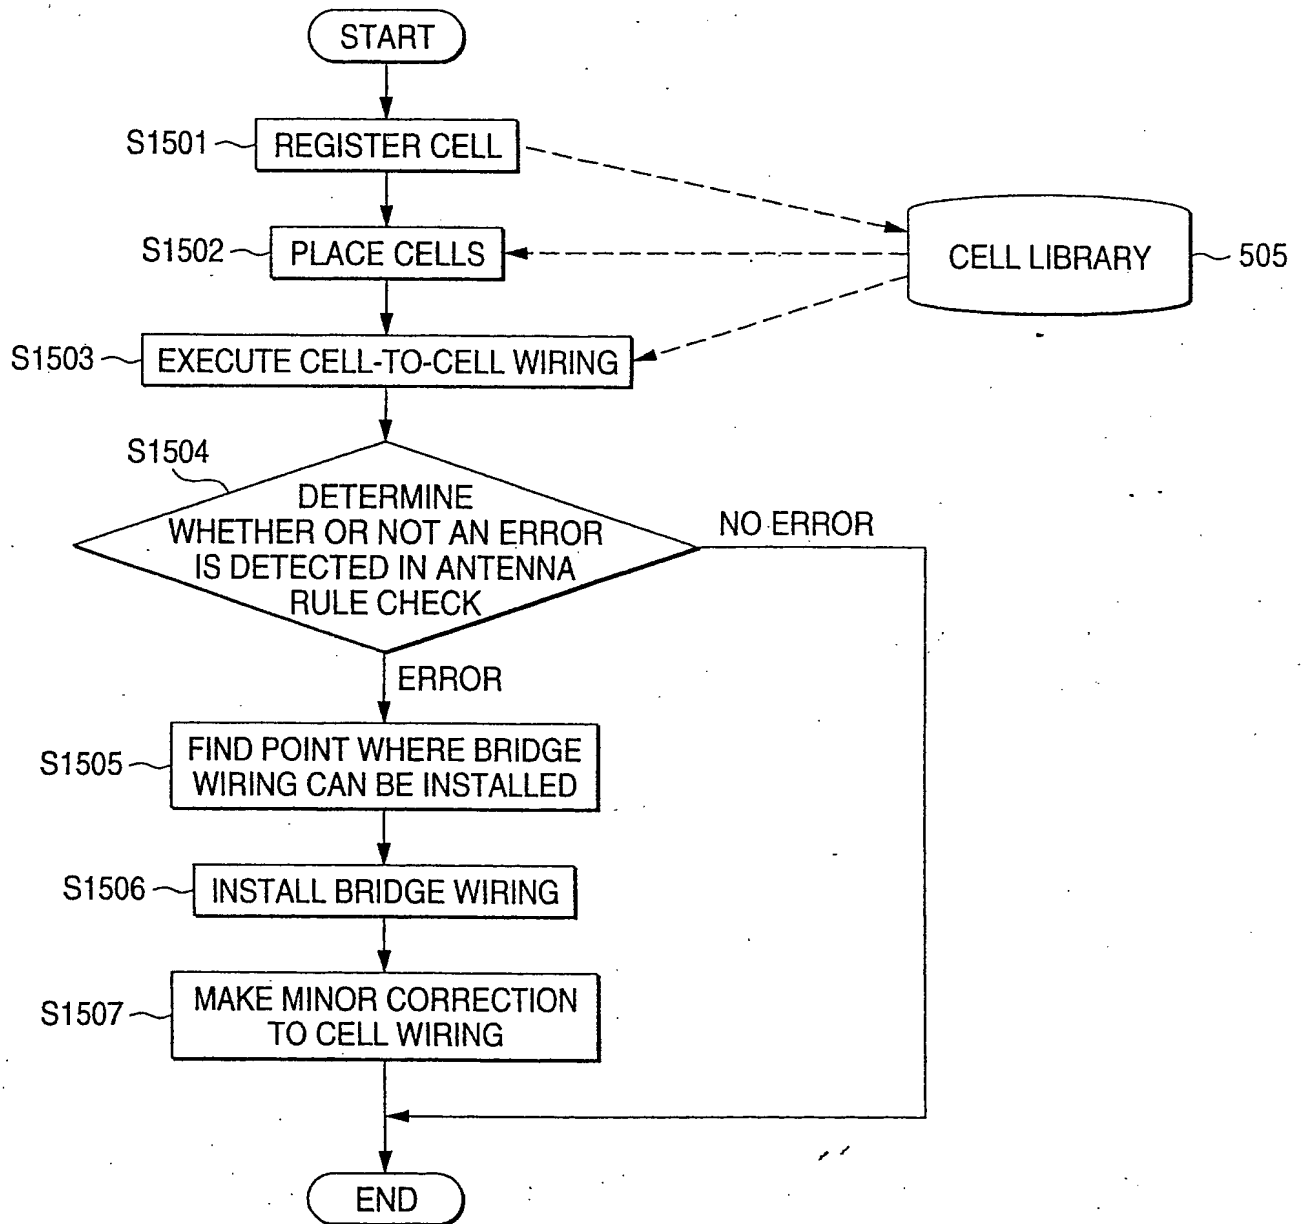 START
S1501
REGISTER CELL
S1502
PLACE CELLS
CELL LIBRARY
505
S1503
EXECUTE CELL-TO-CELL WIRING
S1504
DETERMINE
WHETHER OR NOT AN ERROR
IS DETECTED IN ANTENNA
RULE CHECK
NO ERROR
ERROR
S1505
FIND POINT WHERE BRIDGE
WIRING CAN BE INSTALLED
S1506
INSTALL BRIDGE WIRING
S1507
MAKE MINOR CORRECTION
TO CELL WIRING
END